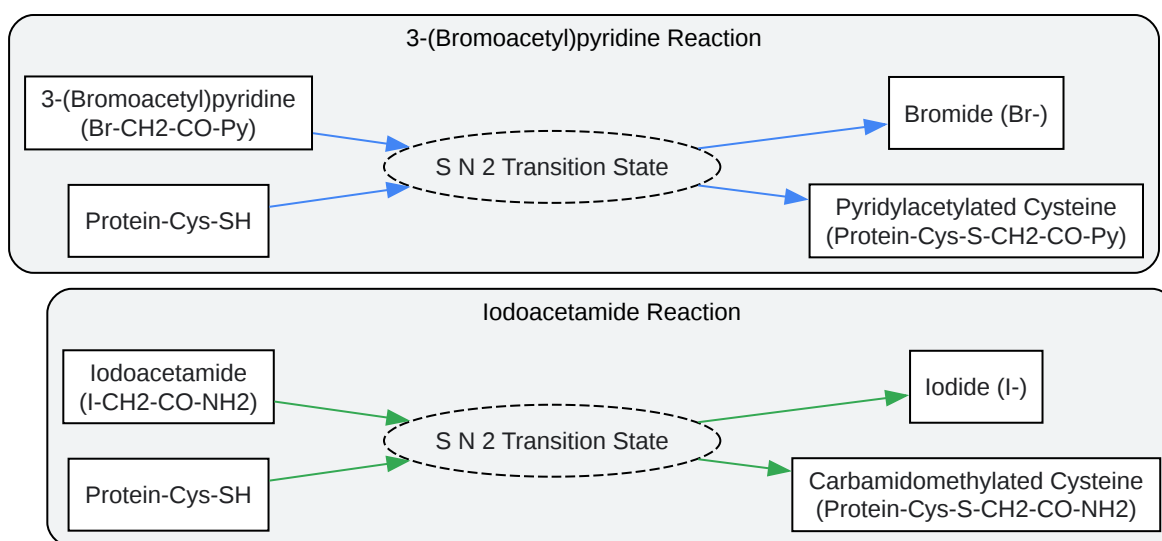 3-(Bromoacetyl)pyridine Reaction
3-(Bromoacetyl)pyridine
(Br-CH2-CO-Py)
Bromide (Br-)
S N 2 Transition State
Protein-Cys-SH
Pyridylacetylated Cysteine
(Protein-Cys-S-CH2-CO-Py)
Iodoacetamide Reaction
Iodoacetamide
(I-CH2-CO-NH2)
Iodide (I-)
S N 2 Transition State
Protein-Cys-SH
Carbamidomethylated Cysteine
(Protein-Cys-S-CH2-CO-NH2)